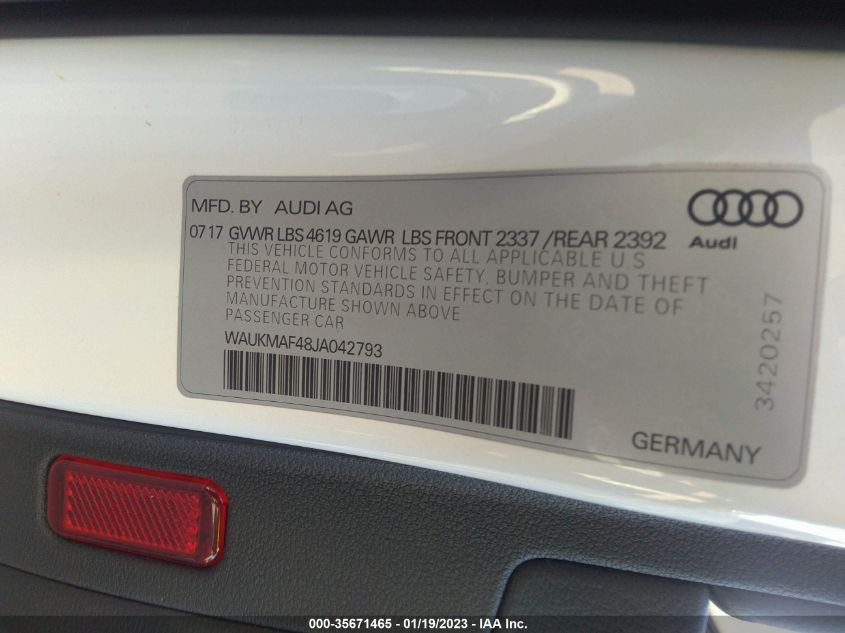 MFD. BY AUDI AG
Audi
07 17 GVWR LBS 4619 GAWR LBS FRONT 2337 /REAR 2392
THIS VEHICLE CONFORMS TO ALL APPLICABLE U.S.
FEDERAL MOTOR VEHICLE SAFETY, BUMPER AND THEFT
PREVENTION STANDARDS IN EFFECT ON THE DATE OF
MANUFACTURE SHOWN ABOVE
PASSENGER CAR
WAUKMAF48JA042793
3420257
GERMANY
000-35671465 - 01/19/2023 - IAA Inc.